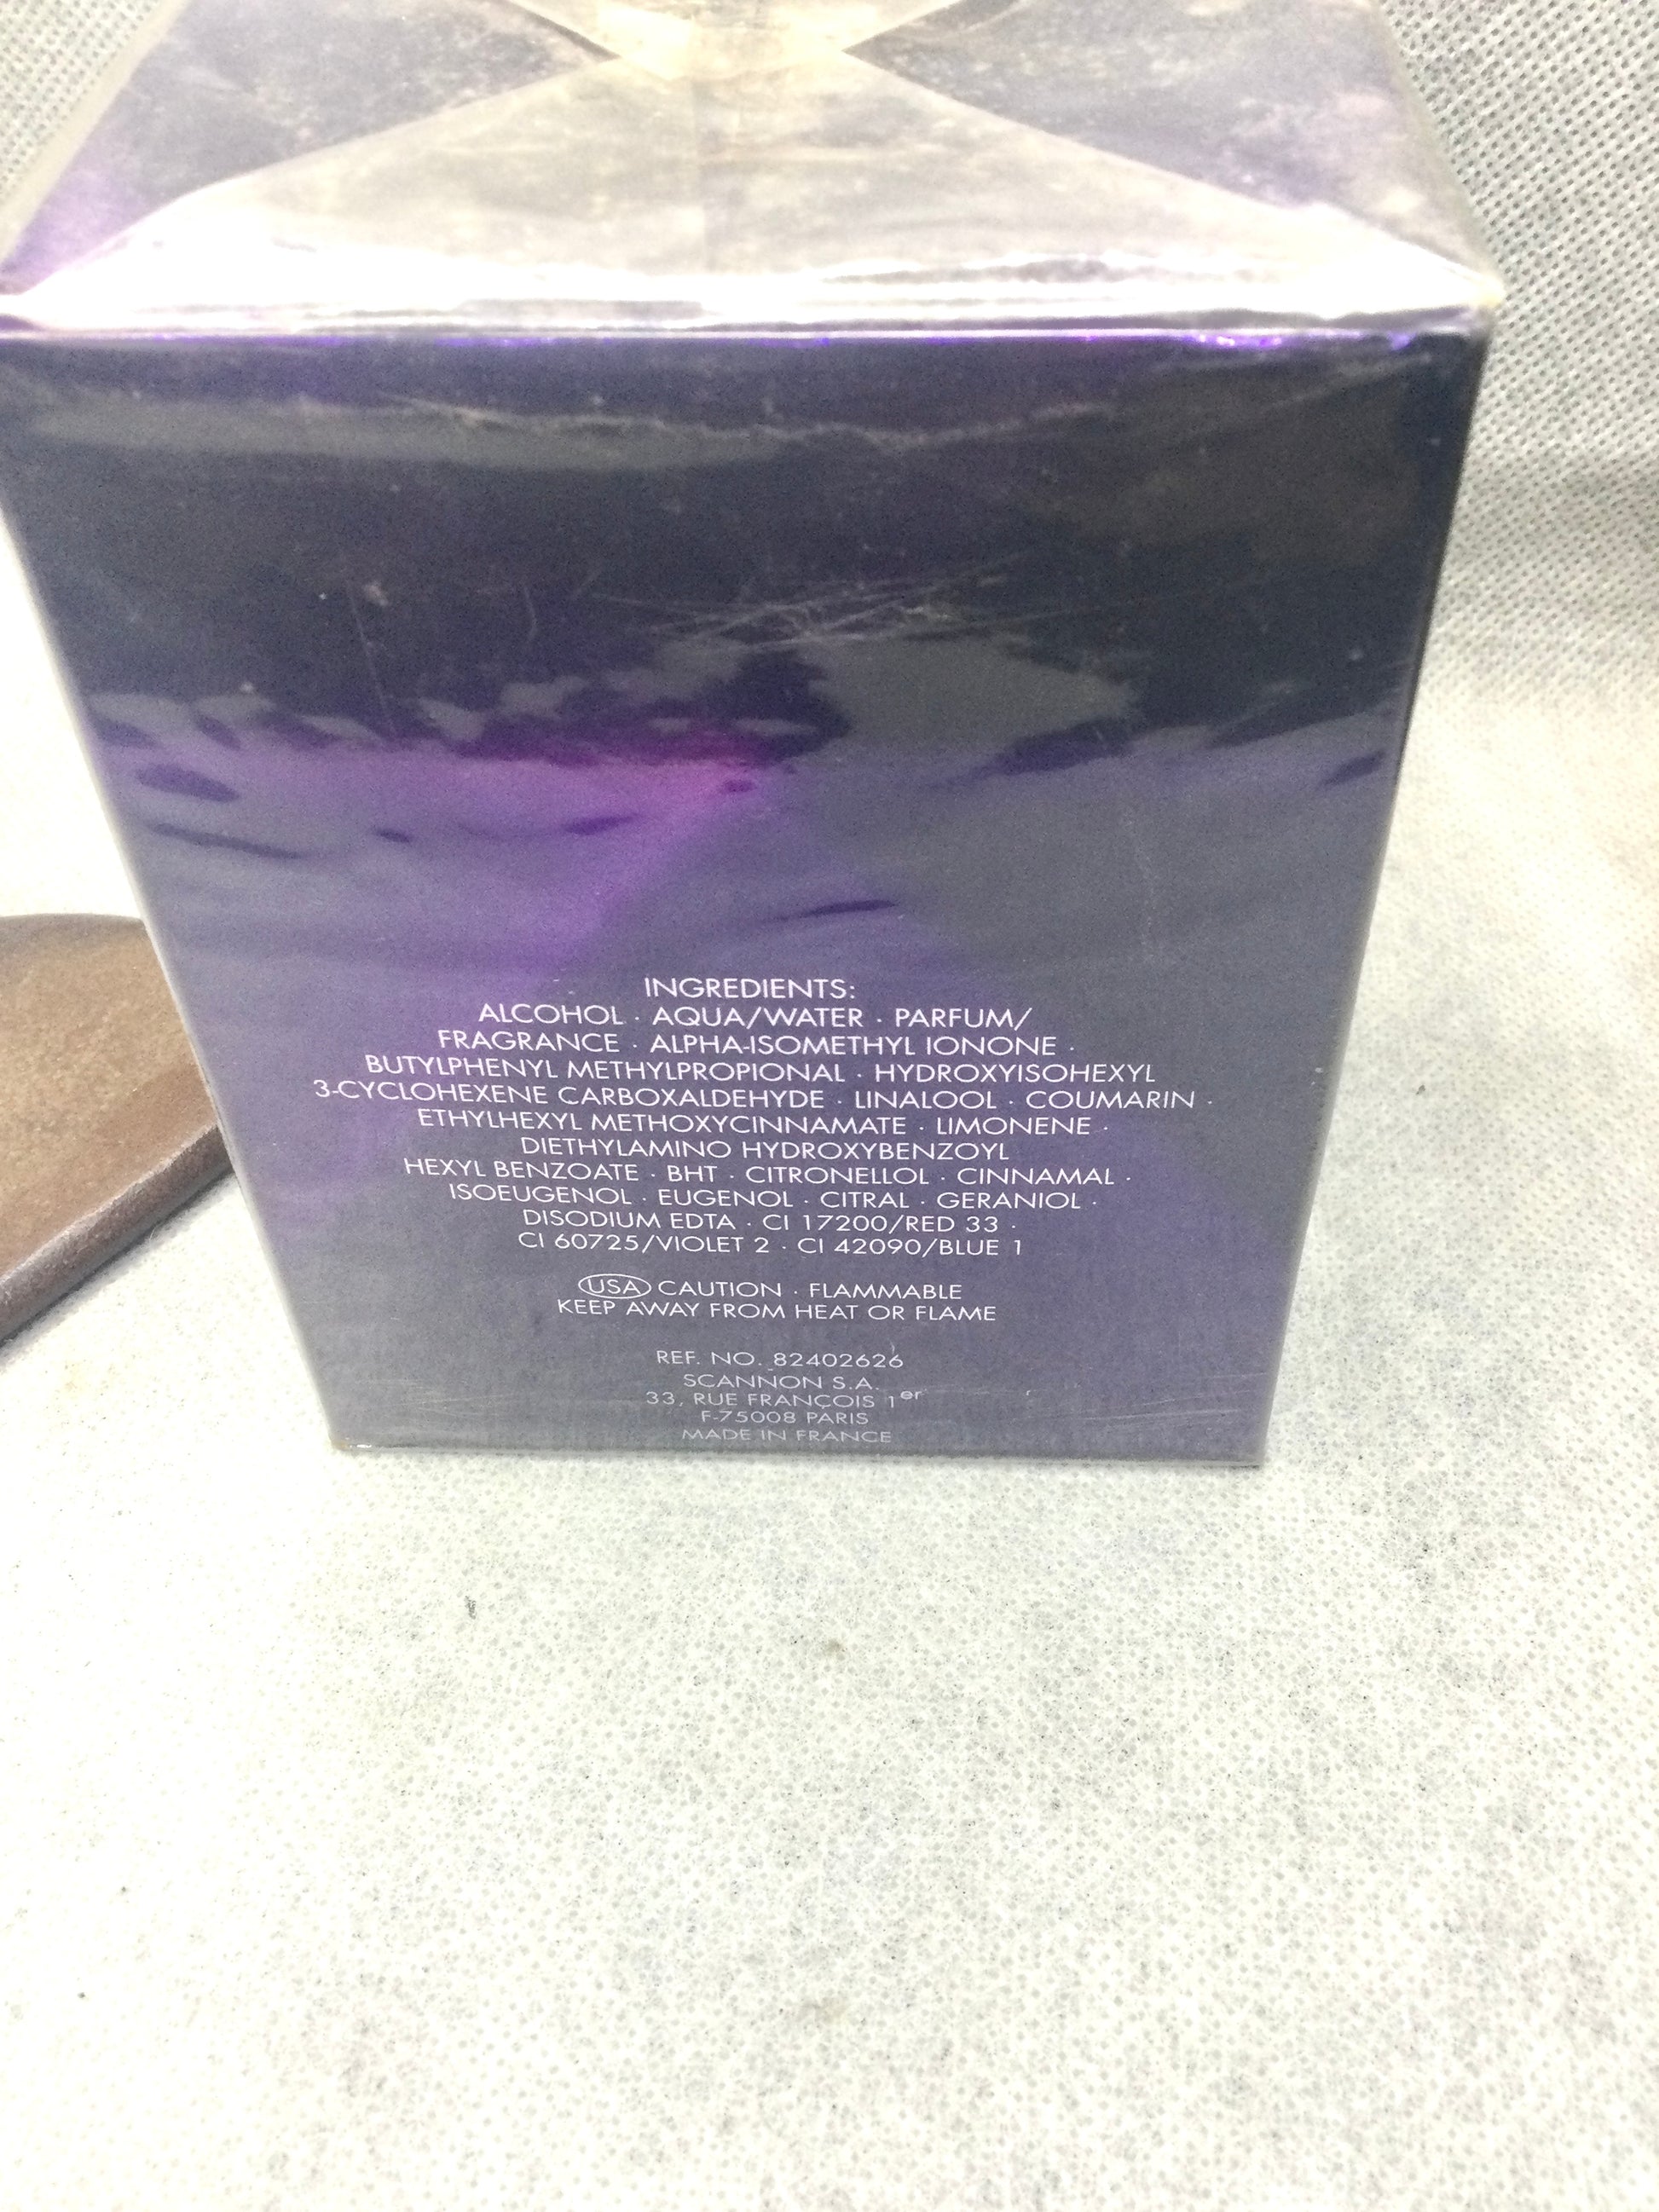 INGREDIENTS:
ALCOHOL · AQUA/WATER · PARFUM/
FRAGRANCE · ALPHA-ISOMETHYL IONONE ·
BUTYLPHENYL METHYLPROPIONAL · HYDROXYISOHEXYL
3-CYCLOHEXENE CARBOXALDEHYDE · LINALOOL · COUMARIN ·
ETHYLHEXYL METHOXYCINNAMATE · LIMONENE ·
DIETHYLAMINO HYDROXYBENZOYL
HEXYL BENZOATE · BHT · CITRONELLOL · CINNAMAL ·
ISOEUGENOL · EUGENOL · CITRAL · GERANIOL ·
DISODIUM EDTA · CI 17200/RED 33 ·
CI 60725/VIOLET 2 · CI 42090/BLUE 1
USA CAUTION · FLAMMABLE
KEEP AWAY FROM HEAT OR FLAME
REF. NO. 82402626
SCANNON S.A.
33, RUE FRANÇOIS 1er
F-75008 PARIS
MADE IN FRANCE